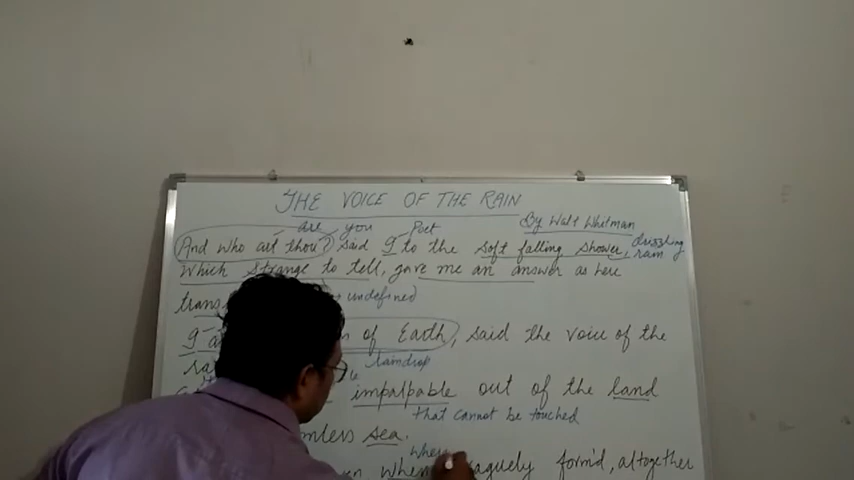 THE VOICE OF THE RAIN
By Walt Whitman
are you Poet
And who art thou? said I to the soft falling shower, drizzling rain
which strange to tell, gave me an answer as here
undefined
of Earth, said the voice of the
raindrop
impalpable out of the land
that cannot be touched
sea.
where
form'd, altogether